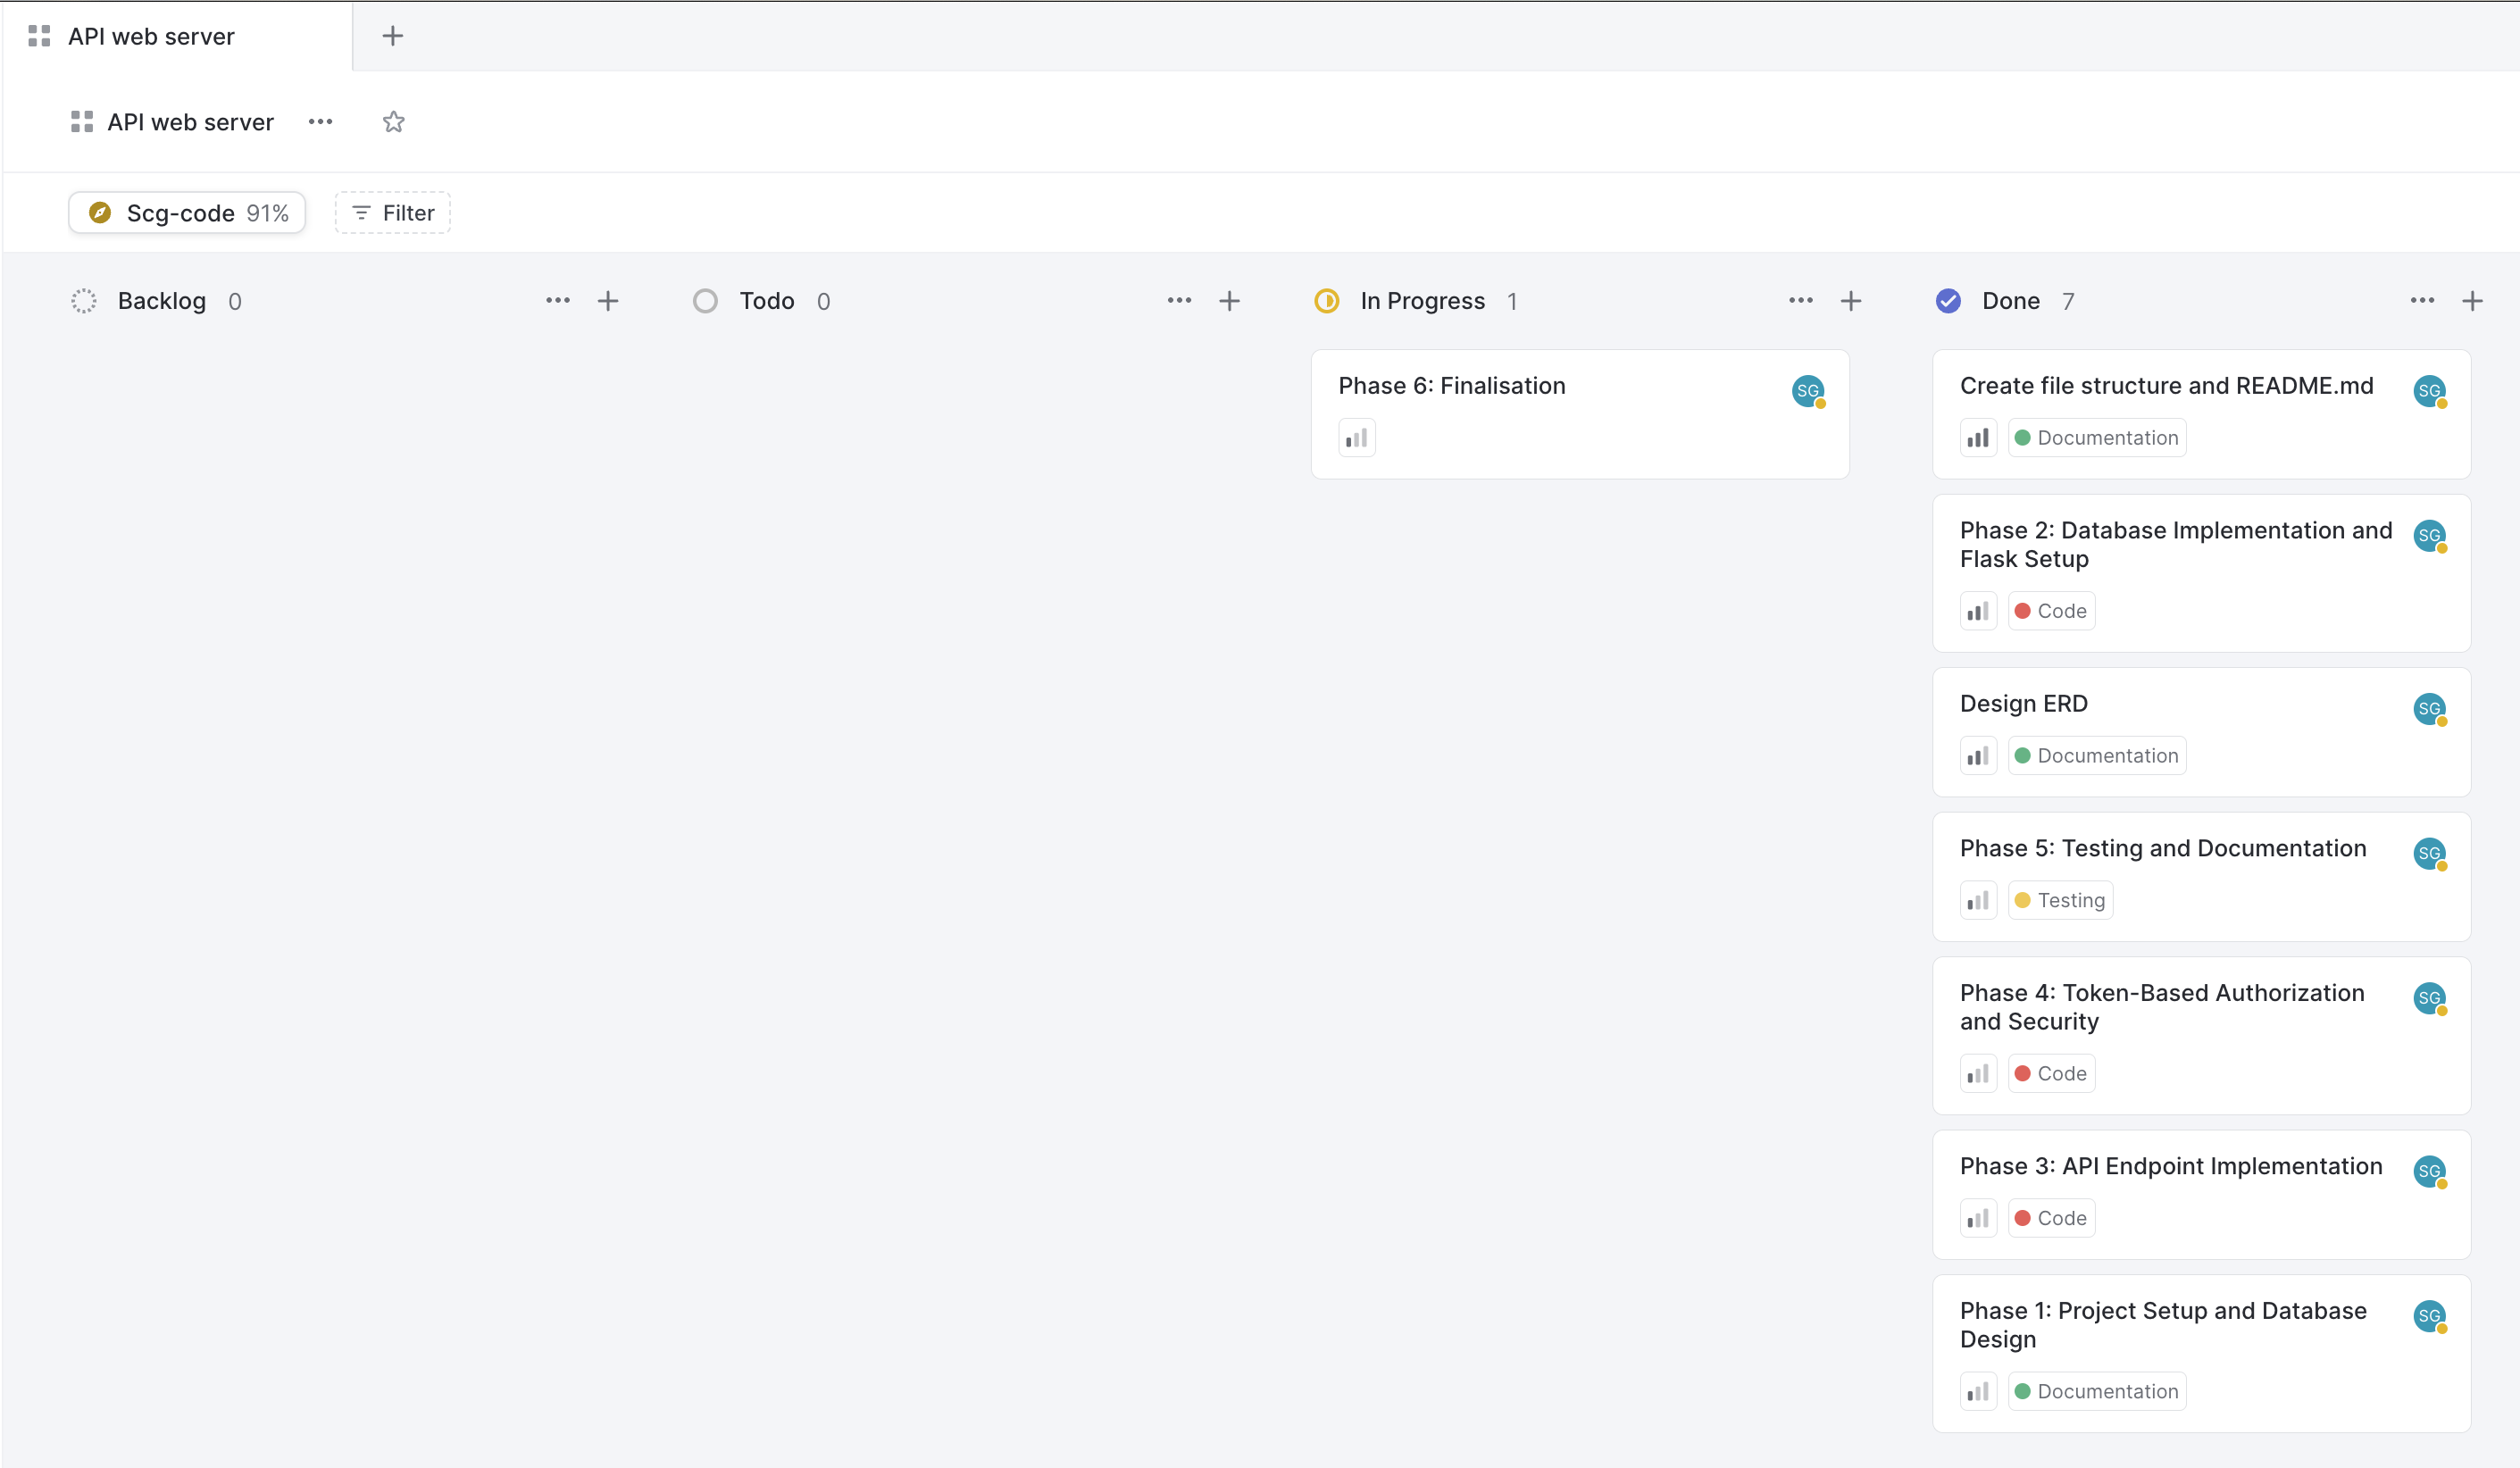 API web server
API web server
Scg-code 91%
Filter
Backlog 0
Todo 0
In Progress 1
Phase 6: Finalisation
SG
Done 7
Create file structure and README.md
SG
Documentation
Phase 2: Database Implementation and
Flask Setup
SG
Code
Design ERD
SG
Documentation
Phase 5: Testing and Documentation
SG
Testing
Phase 4: Token-Based Authorization
and Security
SG
Code
Phase 3: API Endpoint Implementation
SG
Code
Phase 1: Project Setup and Database
Design
SG
Documentation